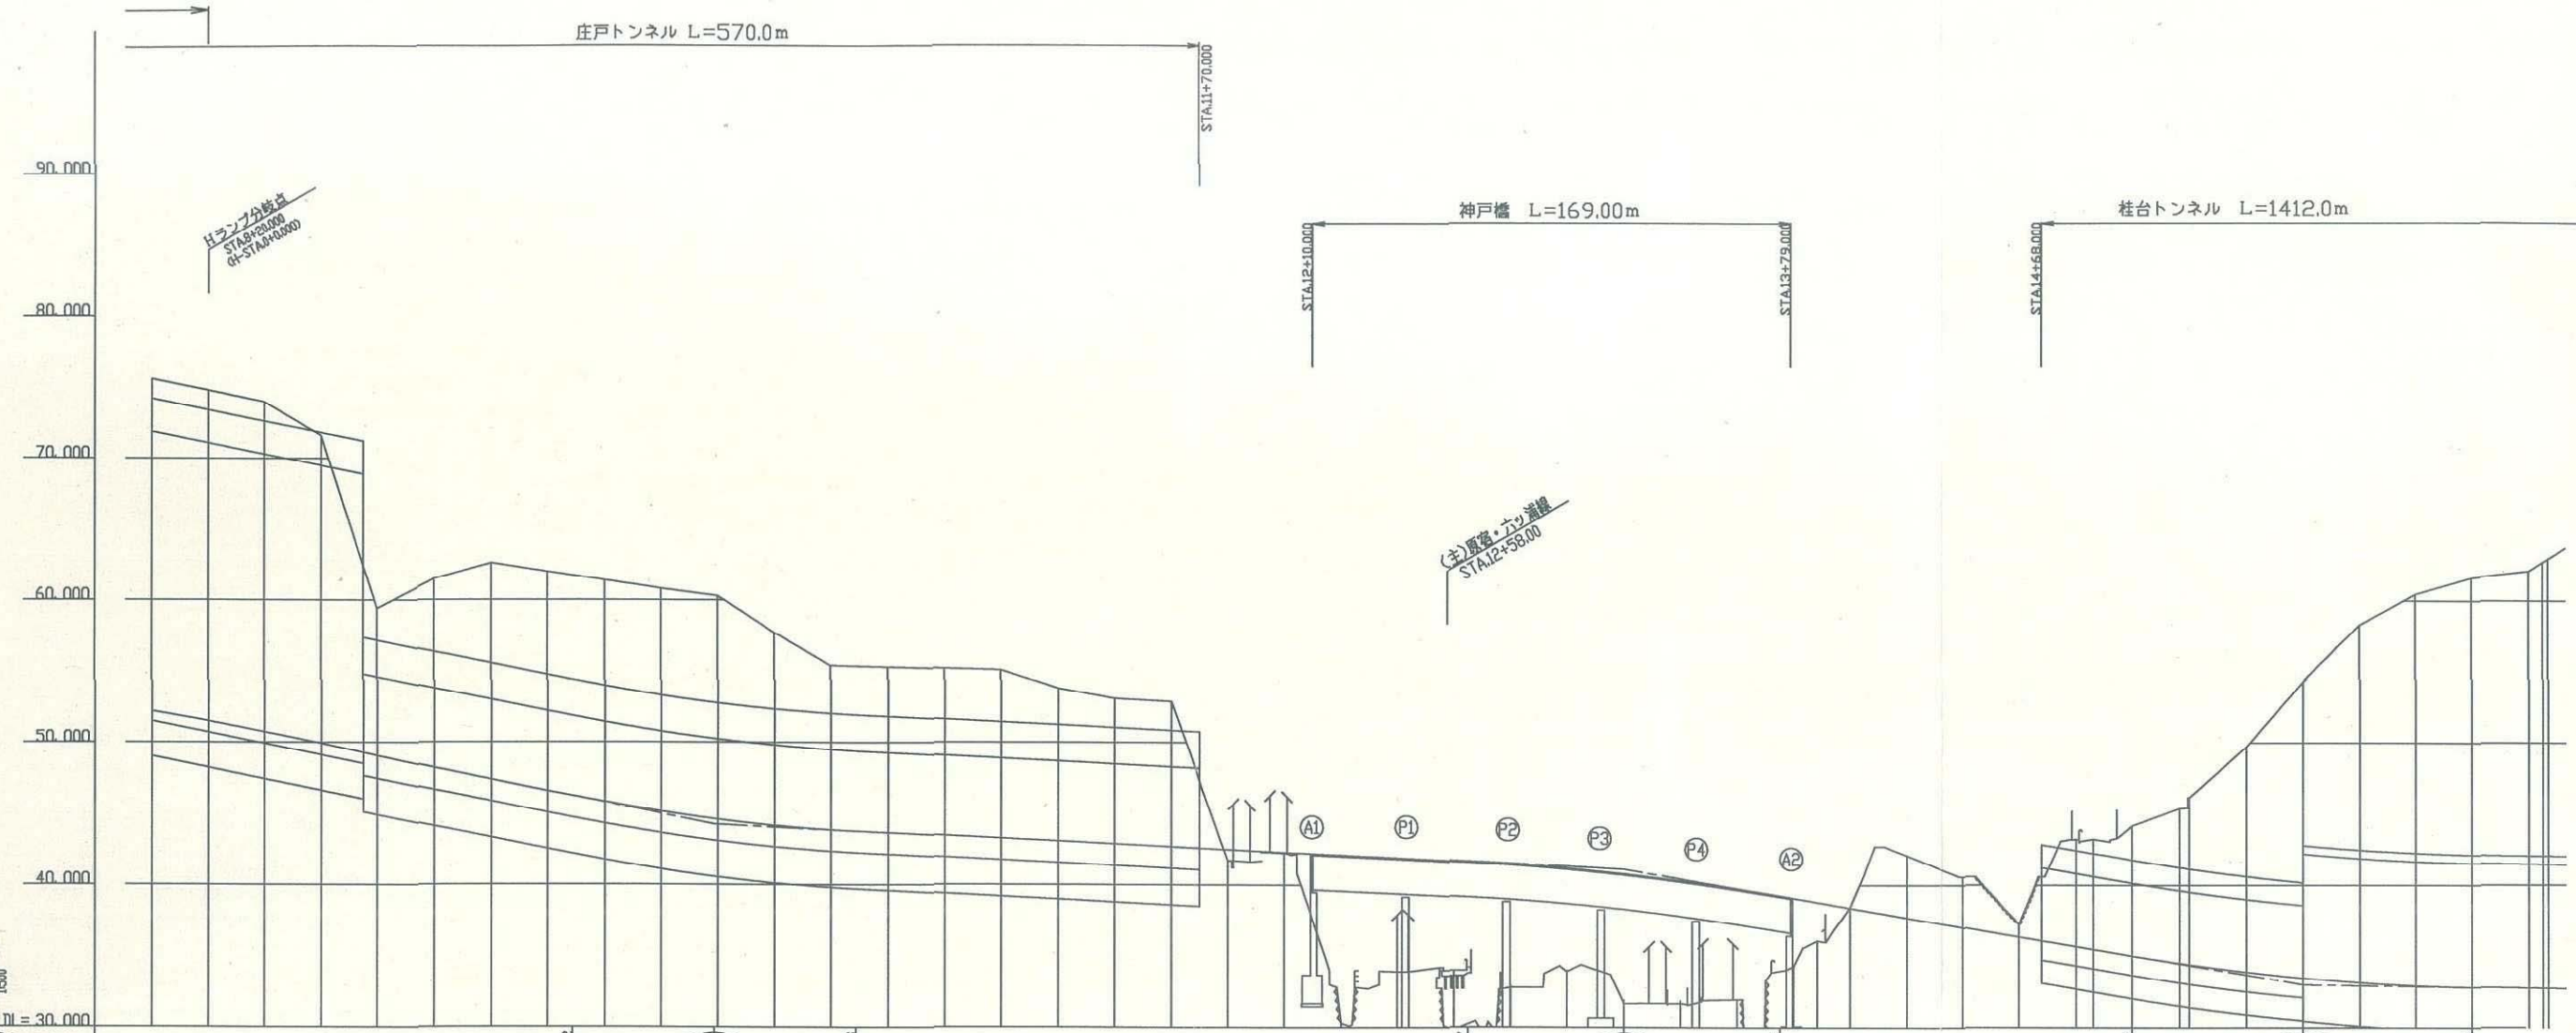 庄戸トンネル L=570.0m
STA.11+70.000
90.000
Hランプ分岐点
STA.8+20.000
(H-STA.0+0.000)
神戸橋 L=169.00m
桂台トンネル L=1412.0m
STA.12+10.000
STA.13+79.000
STA.14+68.000
80.000
70.000
(主)原宿・六ッ浦線
STA.12+58.00
60.000
50.000
A1
P1
P2
P3
P4
A2
40.000
= 30.000